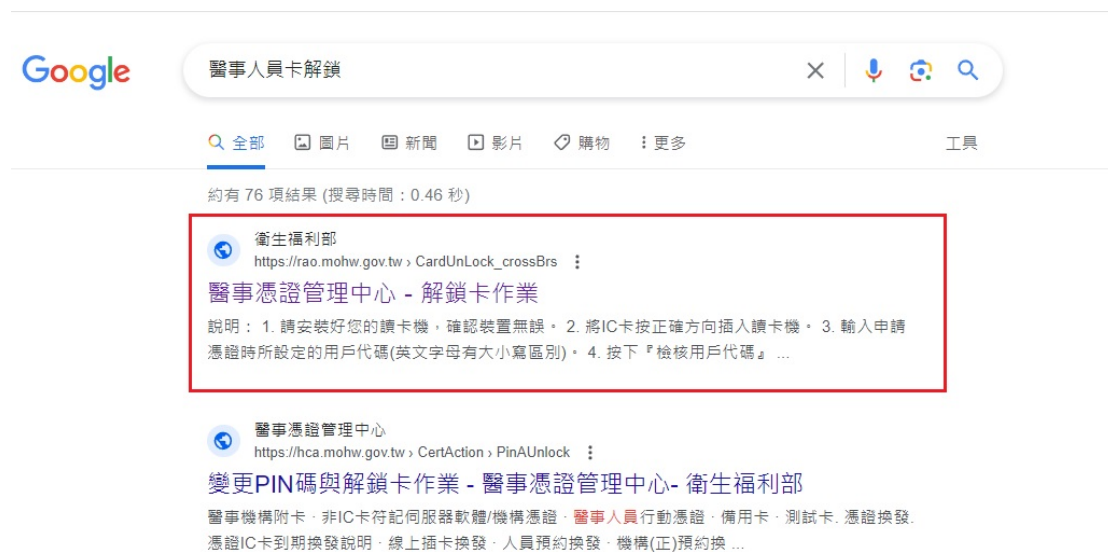 Google
醫事人員卡解鎖
全部 圖片 新聞 影片 購物 更多 工具
約有 76 項結果 (搜尋時間：0.46 秒)
衛生福利部
https://rao.mohw.gov.tw › CardUnLock_crossBrs
醫事憑證管理中心 - 解鎖卡作業
說明： 1. 請安裝好您的讀卡機，確認裝置無誤。 2. 將IC卡按正確方向插入讀卡機。 3. 輸入申請
憑證時所設定的用戶代碼(英文字母有大小寫區別)。 4. 按下『檢核用戶代碼』 ...
醫事憑證管理中心
https://hca.mohw.gov.tw › CertAction › PinAUnlock
變更PIN碼與解鎖卡作業 - 醫事憑證管理中心- 衛生福利部
醫事機構附卡 · 非IC卡符記伺服器軟體/機構憑證 · 醫事人員行動憑證 · 備用卡 · 測試卡. 憑證換發.
憑證IC卡到期換發說明 · 線上插卡換發 · 人員預約換發 · 機構(正)預約換 ...